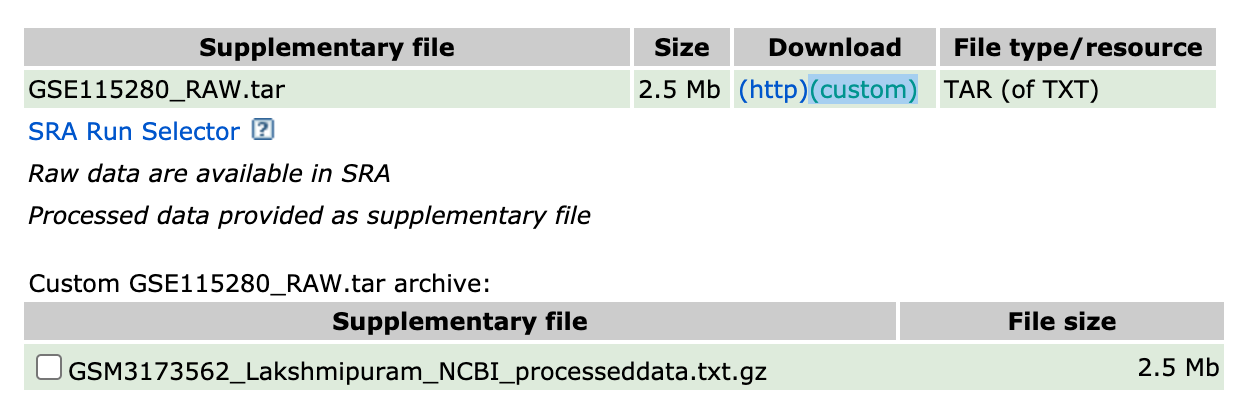 Supplementary file Size Download File type/resource
GSE115280_RAW.tar 2.5 Mb (http)(custom) TAR (of TXT)
SRA Run Selector ?
Raw data are available in SRA
Processed data provided as supplementary file
Custom GSE115280_RAW.tar archive:
Supplementary file File size
GSM3173562_Lakshmipuram_NCBI_processeddata.txt.gz 2.5 Mb